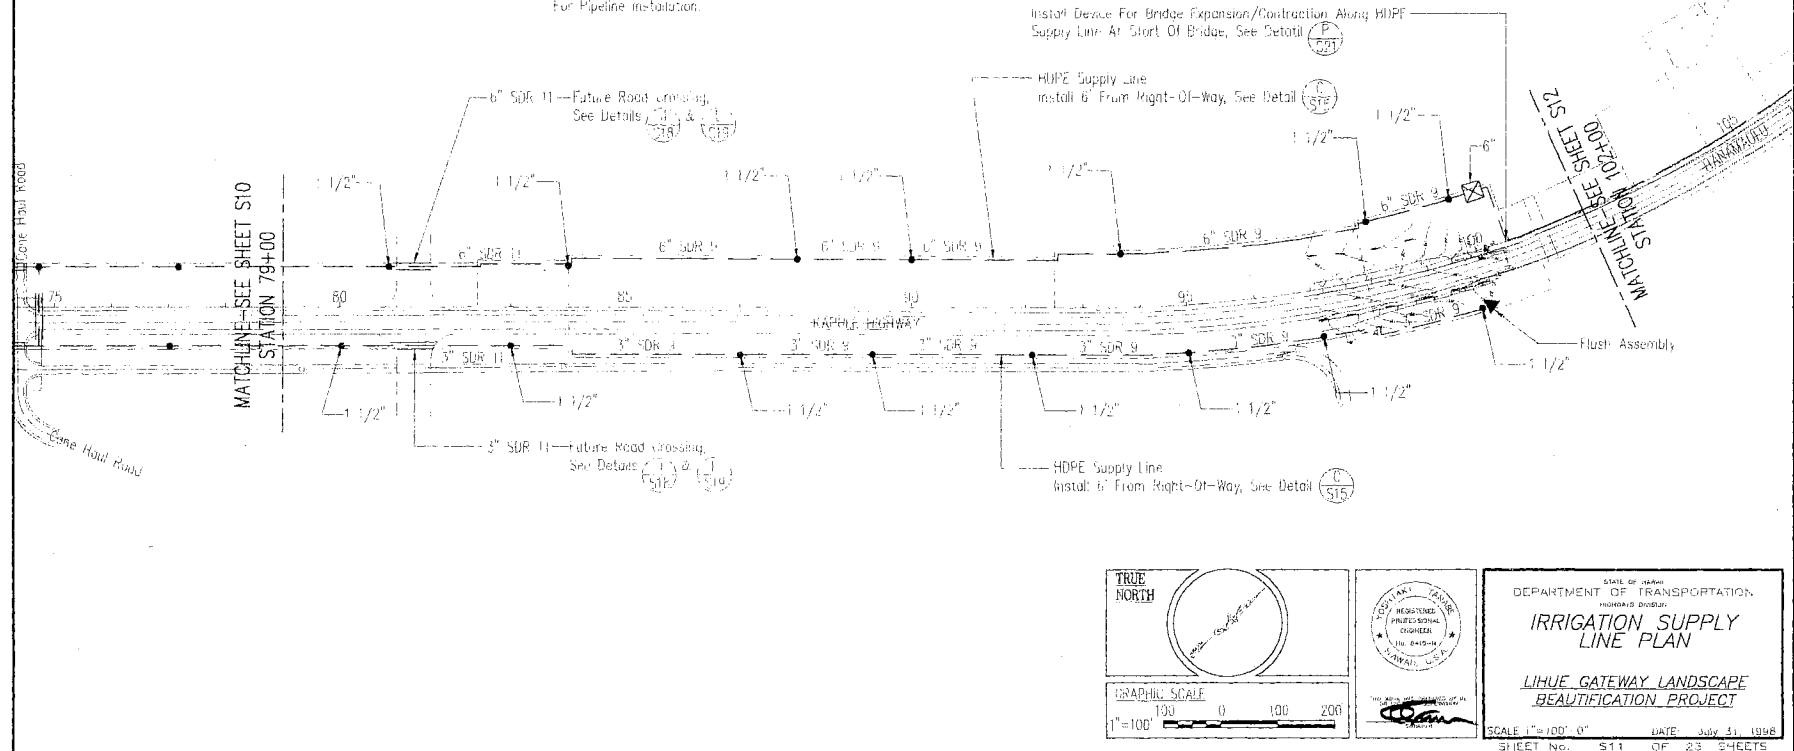 For Pipeline Installation.
Install Device For Bridge Expansion/Contraction Along HDPE
Supply Line At Start Of Bridge, See Detail
P
S21
6" SDR 11—Future Road Crossing,
See Details
&
S18
S19
HDPE Supply Line
Install 6' From Right-Of-Way, See Detail
C
S15
1 1/2"
1 1/2"
6"
1 1/2"
1 1/2"
1 1/2"
1 1/2"
1 1/2"
MATCHLINE-SEE SHEET S10
STATION 79+00
MATCHLINE-SEE SHEET S12
STATION 102+00
105
HANAMAULU
Cane Haul Road
6" SDR 11
6" SDR 9
6" SDR 9
6" SDR 9
6" SDR 9
6" SDR 9
75
80
85
90
95
100
KAPULE HIGHWAY
3" SDR 11
3" SDR 9
3" SDR 9
3" SDR 9
3" SDR 9
3" SDR 9
3" SDR 9
Flush Assembly
1 1/2"
1 1/2"
1 1/2"
1 1/2"
1 1/2"
1 1/2"
1 1/2"
1 1/2"
Cane Haul Road
3" SDR 11—Future Road Crossing,
See Details
&
S18
S19
HDPE Supply Line
Install 6' From Right-Of-Way, See Detail
C
S15
TRUE
NORTH
GRAPHIC SCALE
1"=100'
100 0 100 200
YOSHITAKI TANABE
REGISTERED
PROFESSIONAL
ENGINEER
HAWAII, U.S.A.
STATE OF HAWAII
DEPARTMENT OF TRANSPORTATION
HIGHWAYS DIVISION
IRRIGATION SUPPLY
LINE PLAN
LIHUE GATEWAY LANDSCAPE
BEAUTIFICATION PROJECT
SCALE 1"=100'-0" DATE: July 31, 1998
SHEET No. S11 OF 23 SHEETS